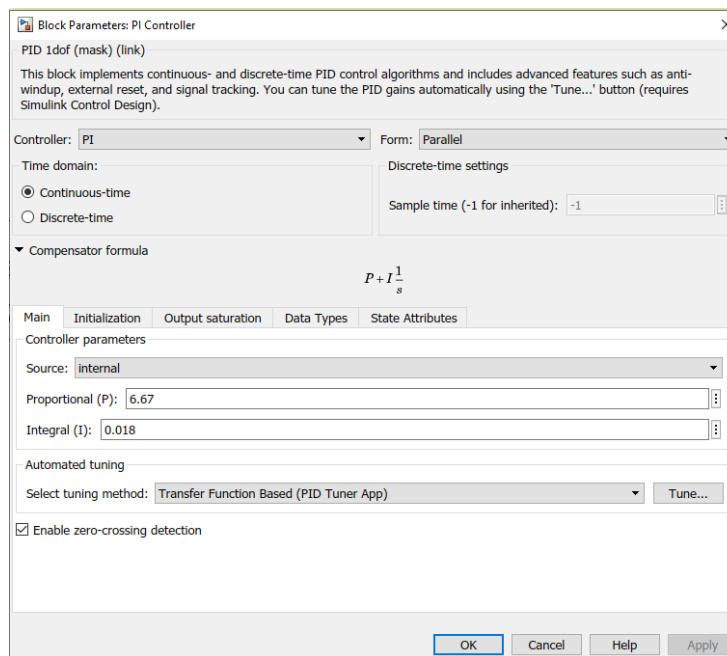 Block Parameters: PI Controller
PID 1dof (mask) (link)
This block implements continuous- and discrete-time PID control algorithms and includes advanced features such as anti-
windup, external reset, and signal tracking. You can tune the PID gains automatically using the 'Tune...' button (requires
Simulink Control Design).
Controller: PI Form: Parallel
Time domain: Discrete-time settings
Continuous-time
Sample time (-1 for inherited): -1
Discrete-time
Compensator formula
P + I 1/s
Main Initialization Output saturation Data Types State Attributes
Controller parameters
Source: internal
Proportional (P): 6.67
Integral (I): 0.018
Automated tuning
Select tuning method: Transfer Function Based (PID Tuner App) Tune...
Enable zero-crossing detection
OK Cancel Help Apply